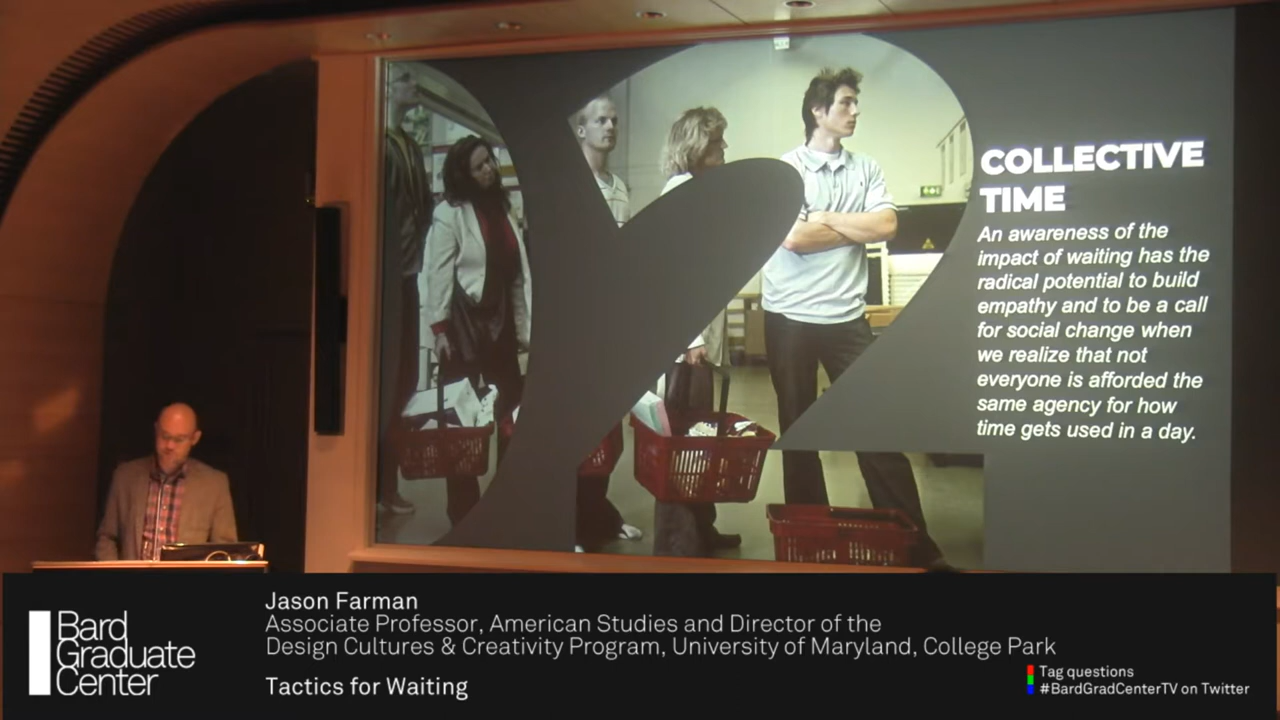 COLLECTIVE
TIME
An awareness of the
impact of waiting has the
radical potential to build
empathy and to be a call
for social change when
we realize that not
everyone is afforded the
same agency for how
time gets used in a day.
Bard
Graduate
Center
Jason Farman
Associate Professor, American Studies and Director of the
Design Cultures & Creativity Program, University of Maryland, College Park
Tactics for Waiting
Tag questions
#BardGradCenterTV on Twitter